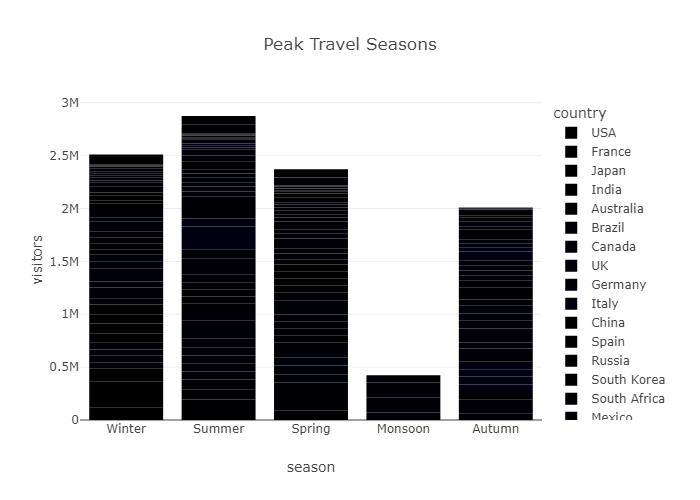 Peak Travel Seasons
3M
2.5M
2M
1.5M
1M
0.5M
0
visitors
Winter
Summer
Spring
Monsoon
Autumn
season
country
USA
France
Japan
India
Australia
Brazil
Canada
UK
Germany
Italy
China
Spain
Russia
South Korea
South Africa
Mexico